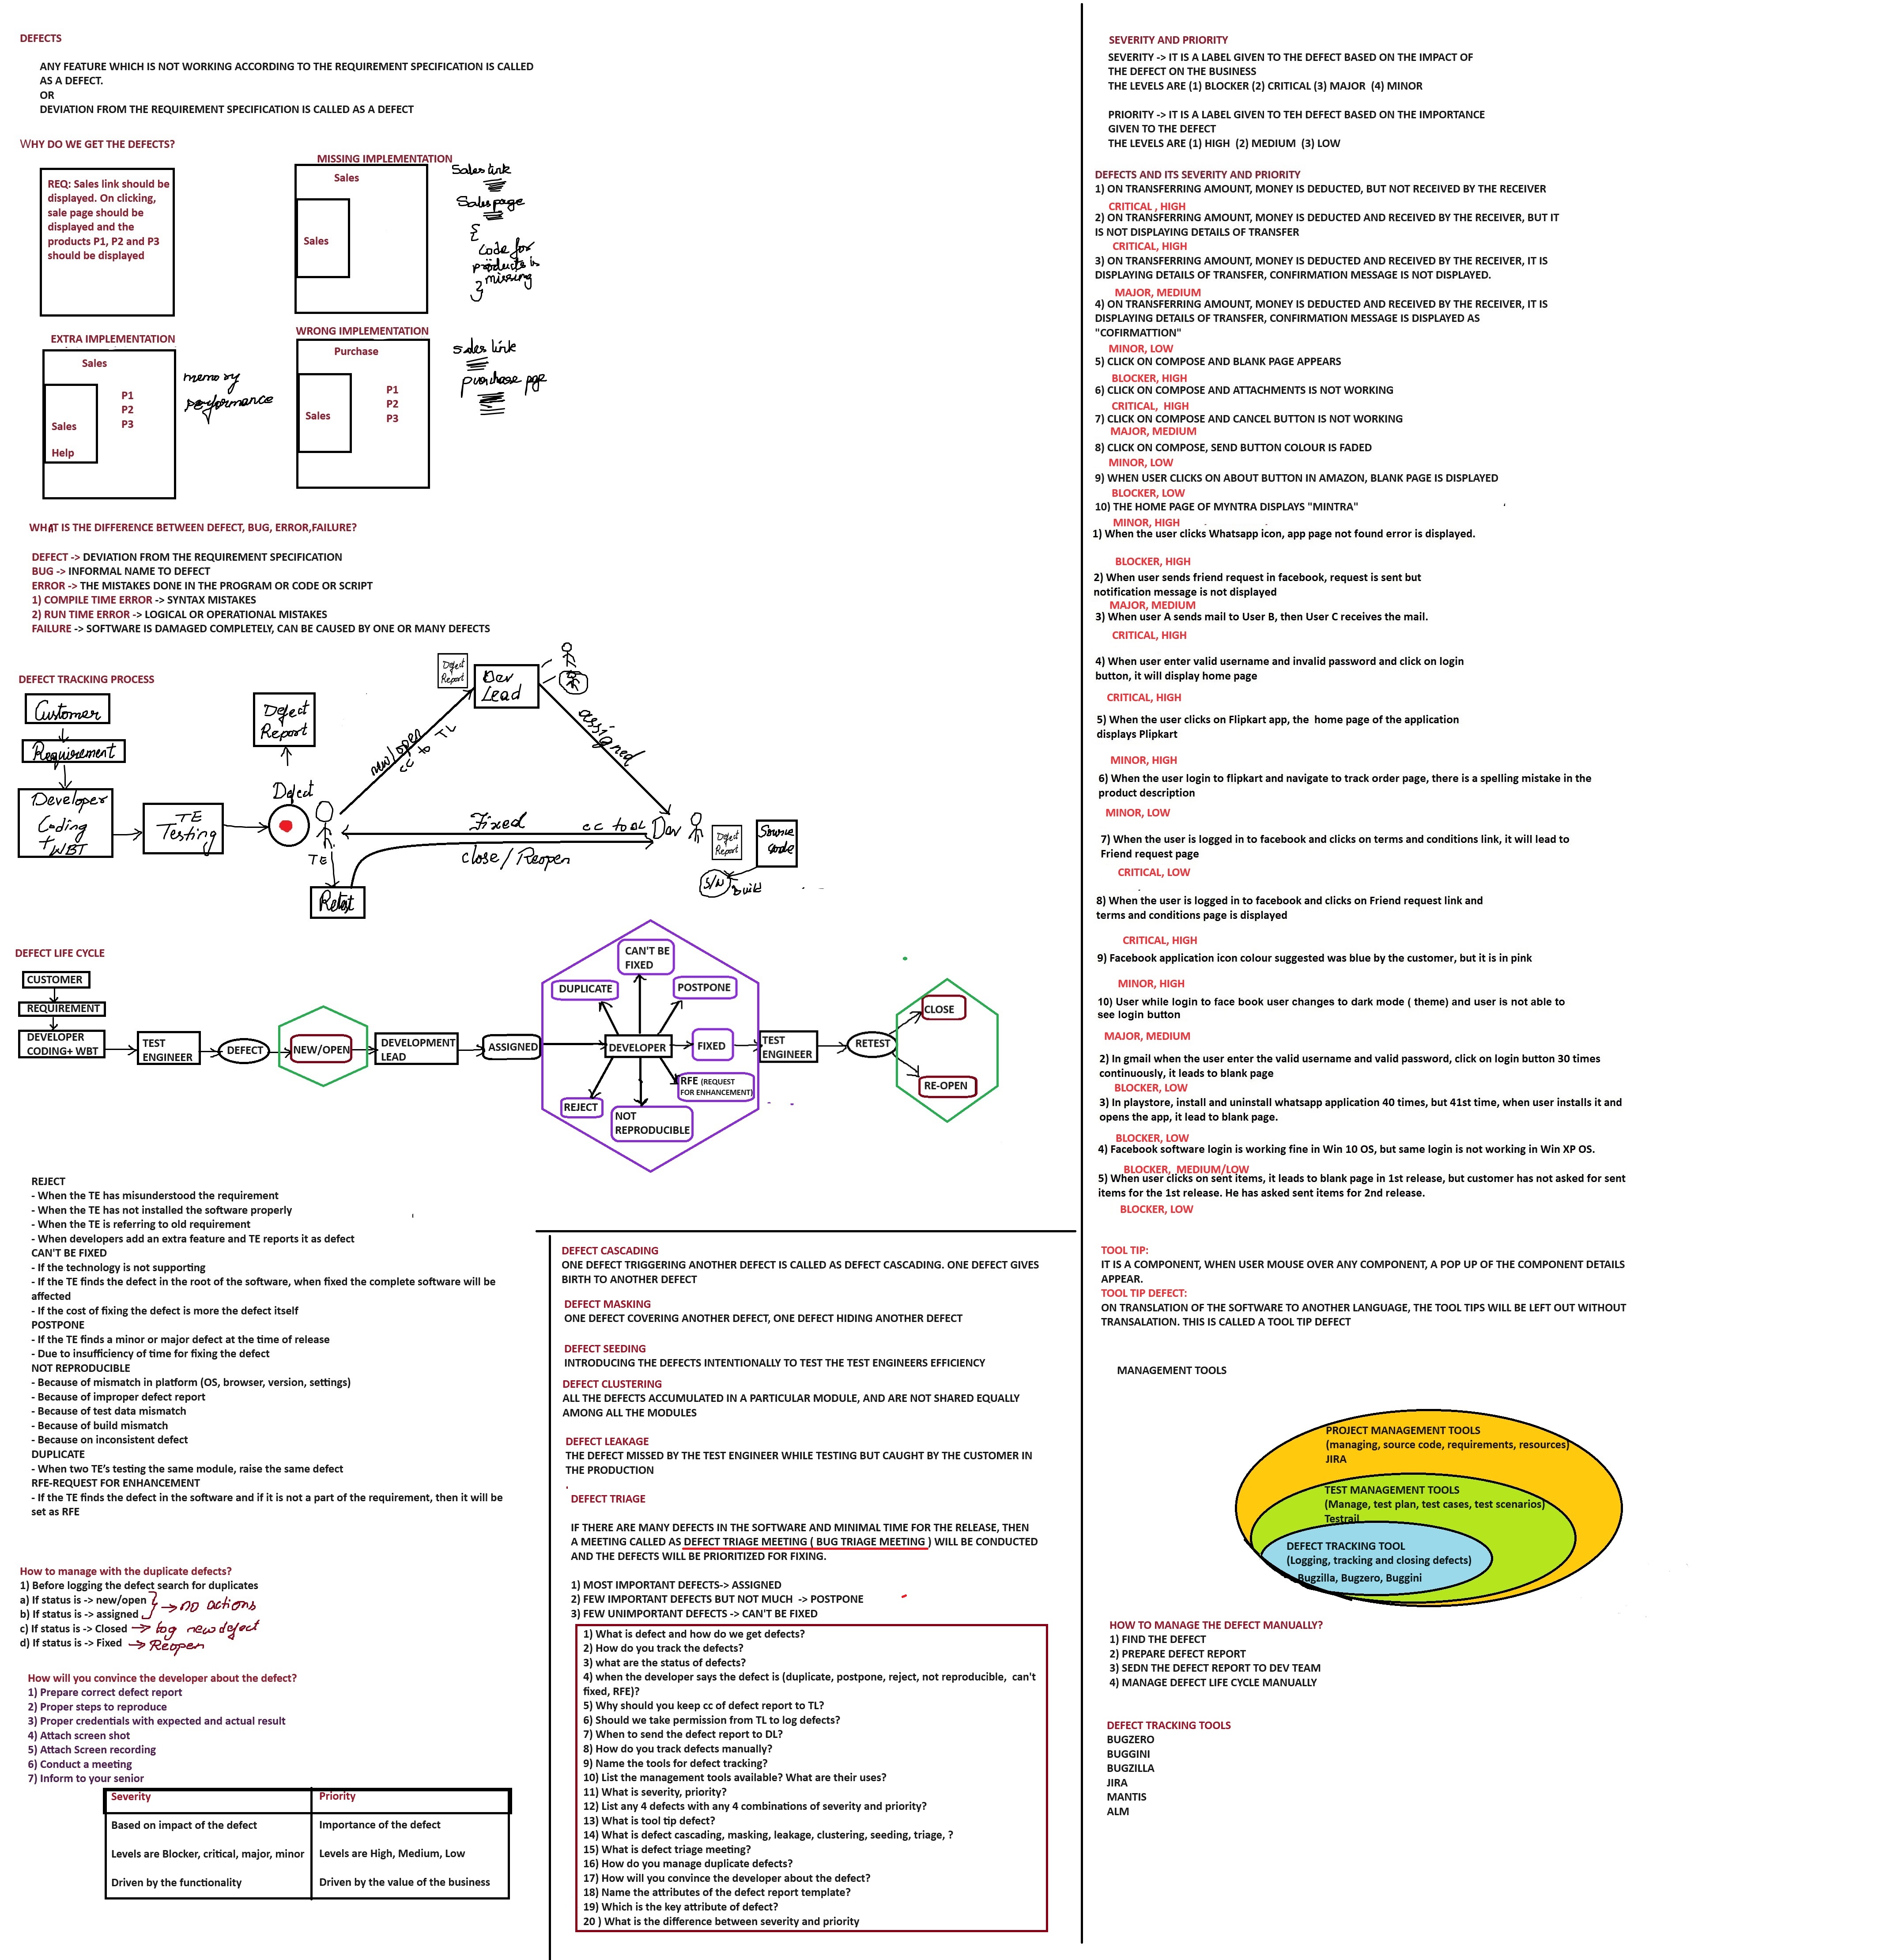 DEFECTS
ANY FEATURE WHICH IS NOT WORKING ACCORDING TO THE REQUIREMENT SPECIFICATION IS CALLED
AS A DEFECT.
OR
DEVIATION FROM THE REQUIREMENT SPECIFICATION IS CALLED AS A DEFECT
WHY DO WE GET THE DEFECTS?
REQ: Sales link should be
displayed. On clicking,
sale page should be
displayed and the
products P1, P2 and P3
should be displayed
MISSING IMPLEMENTATION
Sales
Sales
Sales link
Sales page
{
Code for
products is
missing
}
EXTRA IMPLEMENTATION
Sales
P1
P2
P3
Sales
Help
memory
performance
WRONG IMPLEMENTATION
Purchase
P1
P2
P3
Sales
sales link
purchase page
WHAT IS THE DIFFERENCE BETWEEN DEFECT, BUG, ERROR,FAILURE?
DEFECT -> DEVIATION FROM THE REQUIREMENT SPECIFICATION
BUG -> INFORMAL NAME TO DEFECT
ERROR -> THE MISTAKES DONE IN THE PROGRAM OR CODE OR SCRIPT
1) COMPILE TIME ERROR -> SYNTAX MISTAKES
2) RUN TIME ERROR -> LOGICAL OR OPERATIONAL MISTAKES
FAILURE -> SOFTWARE IS DAMAGED COMPLETELY, CAN BE CAUSED BY ONE OR MANY DEFECTS
DEFECT TRACKING PROCESS
Customer
Requirement
Developer
Coding
+ WBT
TE
Testing
Defect
Report
Defect
TE
Retest
new/open
cc to TL
Defect
Report
Dev
Lead
assigned
Fixed
cc to DL
close/Reopen
Dev
Defect
Report
Source
code
S/W
Build
DEFECT LIFE CYCLE
CUSTOMER
REQUIREMENT
DEVELOPER
CODING+ WBT
TEST
ENGINEER
DEFECT
NEW/OPEN
DEVELOPMENT
LEAD
ASSIGNED
CAN'T BE
FIXED
DUPLICATE
POSTPONE
DEVELOPER
FIXED
RFE (REQUEST
FOR ENHANCEMENT)
REJECT
NOT
REPRODUCIBLE
TEST
ENGINEER
RETEST
CLOSE
RE-OPEN
REJECT
- When the TE has misunderstood the requirement
- When the TE has not installed the software properly
- When the TE is referring to old requirement
- When developers add an extra feature and TE reports it as defect
CAN'T BE FIXED
- If the technology is not supporting
- If the TE finds the defect in the root of the software, when fixed the complete software will be
affected
- If the cost of fixing the defect is more the defect itself
POSTPONE
- If the TE finds a minor or major defect at the time of release
- Due to insufficiency of time for fixing the defect
NOT REPRODUCIBLE
- Because of mismatch in platform (OS, browser, version, settings)
- Because of improper defect report
- Because of test data mismatch
- Because of build mismatch
- Because on inconsistent defect
DUPLICATE
- When two TE's testing the same module, raise the same defect
RFE-REQUEST FOR ENHANCEMENT
- If the TE finds the defect in the software and if it is not a part of the requirement, then it will be
set as RFE
How to manage with the duplicate defects?
1) Before logging the defect search for duplicates
a) If status is -> new/open
b) If status is -> assigned } -> no actions
c) If status is -> Closed -> Log new defect
d) If status is -> Fixed -> Reopen
How will you convince the developer about the defect?
1) Prepare correct defect report
2) Proper steps to reproduce
3) Proper credentials with expected and actual result
4) Attach screen shot
5) Attach Screen recording
6) Conduct a meeting
7) Inform to your senior
Severity Priority
Based on impact of the defect Importance of the defect
Levels are Blocker, critical, major, minor Levels are High, Medium, Low
Driven by the functionality Driven by the value of the business
DEFECT CASCADING
ONE DEFECT TRIGGERING ANOTHER DEFECT IS CALLED AS DEFECT CASCADING. ONE DEFECT GIVES
BIRTH TO ANOTHER DEFECT
DEFECT MASKING
ONE DEFECT COVERING ANOTHER DEFECT, ONE DEFECT HIDING ANOTHER DEFECT
DEFECT SEEDING
INTRODUCING THE DEFECTS INTENTIONALLY TO TEST THE TEST ENGINEERS EFFICIENCY
DEFECT CLUSTERING
ALL THE DEFECTS ACCUMULATED IN A PARTICULAR MODULE, AND ARE NOT SHARED EQUALLY
AMONG ALL THE MODULES
DEFECT LEAKAGE
THE DEFECT MISSED BY THE TEST ENGINEER WHILE TESTING BUT CAUGHT BY THE CUSTOMER IN
THE PRODUCTION
DEFECT TRIAGE
IF THERE ARE MANY DEFECTS IN THE SOFTWARE AND MINIMAL TIME FOR THE RELEASE, THEN
A MEETING CALLED AS DEFECT TRIAGE MEETING ( BUG TRIAGE MEETING ) WILL BE CONDUCTED
AND THE DEFECTS WILL BE PRIORITIZED FOR FIXING.
1) MOST IMPORTANT DEFECTS-> ASSIGNED
2) FEW IMPORTANT DEFECTS BUT NOT MUCH -> POSTPONE
3) FEW UNIMPORTANT DEFECTS -> CAN'T BE FIXED
1) What is defect and how do we get defects?
2) How do you track the defects?
3) what are the status of defects?
4) when the developer says the defect is (duplicate, postpone, reject, not reproducible, can't
fixed, RFE)?
5) Why should you keep cc of defect report to TL?
6) Should we take permission from TL to log defects?
7) When to send the defect report to DL?
8) How do you track defects manually?
9) Name the tools for defect tracking?
10) List the management tools available? What are their uses?
11) What is severity, priority?
12) List any 4 defects with any 4 combinations of severity and priority?
13) What is tool tip defect?
14) What is defect cascading, masking, leakage, clustering, seeding, triage, ?
15) What is defect triage meeting?
16) How do you manage duplicate defects?
17) How will you convince the developer about the defect?
18) Name the attributes of the defect report template?
19) Which is the key attribute of defect?
20 ) What is the difference between severity and priority
SEVERITY AND PRIORITY
SEVERITY -> IT IS A LABEL GIVEN TO TEH DEFECT BASED ON THE IMPACT OF
THE DEFECT ON THE BUSINESS
THE LEVELS ARE (1) BLOCKER (2) CRITICAL (3) MAJOR (4) MINOR
PRIORITY -> IT IS A LABEL GIVEN TO TEH DEFECT BASED ON THE IMPORTANCE
GIVEN TO THE DEFECT
THE LEVELS ARE (1) HIGH (2) MEDIUM (3) LOW
DEFECTS AND ITS SEVERITY AND PRIORITY
1) ON TRANSFERRING AMOUNT, MONEY IS DEDUCTED, BUT NOT RECEIVED BY THE RECEIVER
CRITICAL , HIGH
2) ON TRANSFERRING AMOUNT, MONEY IS DEDUCTED AND RECEIVED BY THE RECEIVER, BUT IT
IS NOT DISPLAYING DETAILS OF TRANSFER
CRITICAL, HIGH
3) ON TRANSFERRING AMOUNT, MONEY IS DEDUCTED AND RECEIVED BY THE RECEIVER, IT IS
DISPLAYING DETAILS OF TRANSFER, CONFIRMATION MESSAGE IS NOT DISPLAYED.
MAJOR, MEDIUM
4) ON TRANSFERRING AMOUNT, MONEY IS DEDUCTED AND RECEIVED BY THE RECEIVER, IT IS
DISPLAYING DETAILS OF TRANSFER, CONFIRMATION MESSAGE IS DISPLAYED AS
"COFIRMATTION"
MINOR, LOW
5) CLICK ON COMPOSE AND BLANK PAGE APPEARS
BLOCKER, HIGH
6) CLICK ON COMPOSE AND ATTACHMENTS IS NOT WORKING
CRITICAL, HIGH
7) CLICK ON COMPOSE AND CANCEL BUTTON IS NOT WORKING
MAJOR, MEDIUM
8) CLICK ON COMPOSE, SEND BUTTON COLOUR IS FADED
MINOR, LOW
9) WHEN USER CLICKS ON ABOUT BUTTON IN AMAZON, BLANK PAGE IS DISPLAYED
BLOCKER, LOW
10) THE HOME PAGE OF MYNTRA DISPLAYS "MINTRA"
MINOR, HIGH
1) When the user clicks Whatsapp icon, app page not found error is displayed.
BLOCKER, HIGH
2) When user sends friend request in facebook, request is sent but
notification message is not displayed
MAJOR, MEDIUM
3) When user A sends mail to User B, then User C receives the mail.
CRITICAL, HIGH
4) When user enter valid username and invalid password and click on login
button, it will display home page
CRITICAL, HIGH
5) When the user clicks on Flipkart app, the home page of the application
displays Plipkart
MINOR, HIGH
6) When the user login to flipkart and navigate to track order page, there is a spelling mistake in the
product description
MINOR, LOW
7) When the user is logged in to facebook and clicks on terms and conditions link, it will lead to
Friend request page
CRITICAL, LOW
8) When the user is logged in to facebook and clicks on Friend request link and
terms and conditions page is displayed
CRITICAL, HIGH
9) Facebook application icon colour suggested was blue by the customer, but it is in pink
MINOR, HIGH
10) User while login to face book user changes to dark mode ( theme) and user is not able to
see login button
MAJOR, MEDIUM
2) In gmail when the user enter the valid username and valid password, click on login button 30 times
continuously, it leads to blank page
BLOCKER, LOW
3) In playstore, install and uninstall whatsapp application 40 times, but 41st time, when user installs it and
opens the app, it lead to blank page.
BLOCKER, LOW
4) Facebook software login is working fine in Win 10 OS, but same login is not working in Win XP OS.
BLOCKER, MEDIUM/LOW
5) When user clicks on sent items, it leads to blank page in 1st release, but customer has not asked for sent
items for the 1st release. He has asked sent items for 2nd release.
BLOCKER, LOW
TOOL TIP:
IT IS A COMPONENT, WHEN USER MOUSE OVER ANY COMPONENT, A POP UP OF THE COMPONENT DETAILS
APPEAR.
TOOL TIP DEFECT:
ON TRANSLATION OF THE SOFTWARE TO ANOTHER LANGUAGE, THE TOOL TIPS WILL BE LEFT OUT WITHOUT
TRANSALATION. THIS IS CALLED A TOOL TIP DEFECT
MANAGEMENT TOOLS
PROJECT MANAGEMENT TOOLS
(managing, source code, requirements, resources)
JIRA
TEST MANAGEMENT TOOLS
(Manage, test plan, test cases, test scenarios)
Testrail
DEFECT TRACKING TOOL
(Logging, tracking and closing defects)
Bugzilla, Bugzero, Buggini
HOW TO MANAGE THE DEFECT MANUALLY?
1) FIND THE DEFECT
2) PREPARE DEFECT REPORT
3) SEDN THE DEFECT REPORT TO DEV TEAM
4) MANAGE DEFECT LIFE CYCLE MANUALLY
DEFECT TRACKING TOOLS
BUGZERO
BUGGINI
BUGZILLA
JIRA
MANTIS
ALM